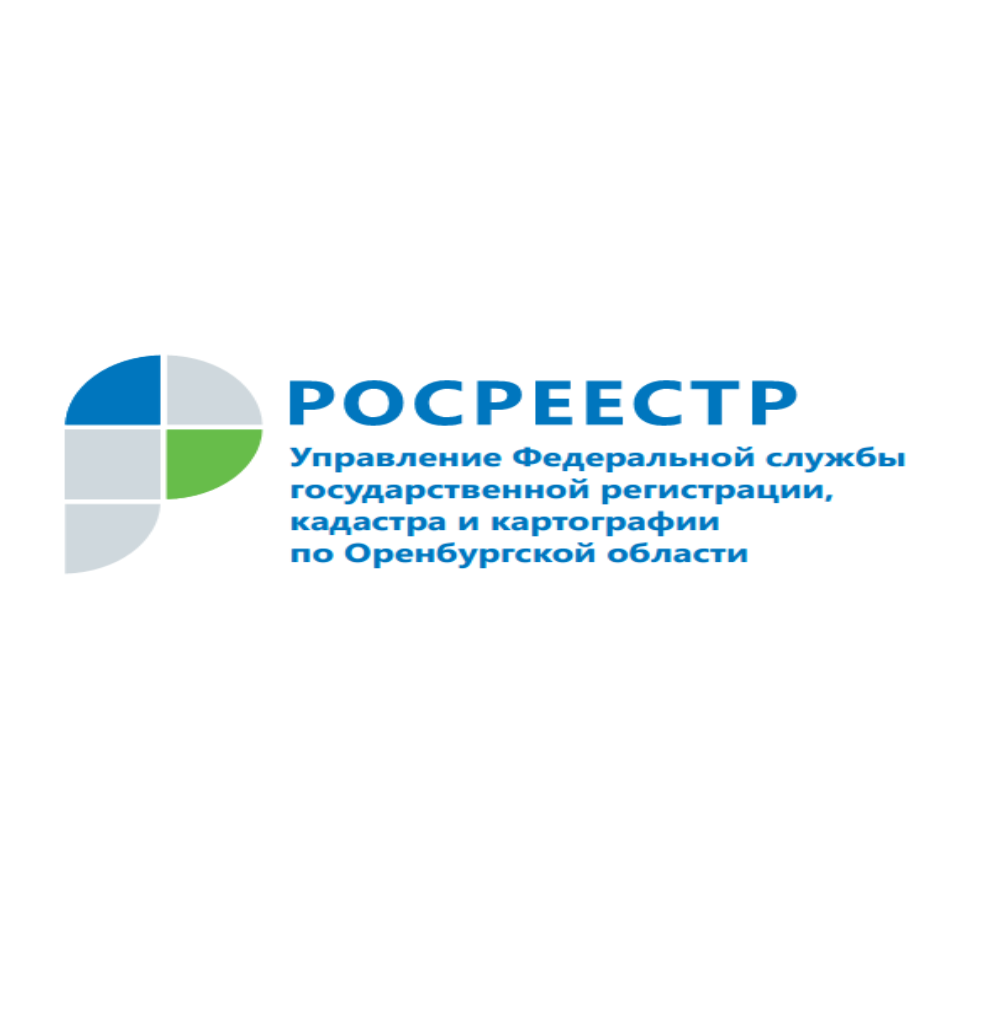 РОСРЕЕСТР
Управление Федеральной службы
государственной регистрации,
кадастра и картографии
по Оренбургской области